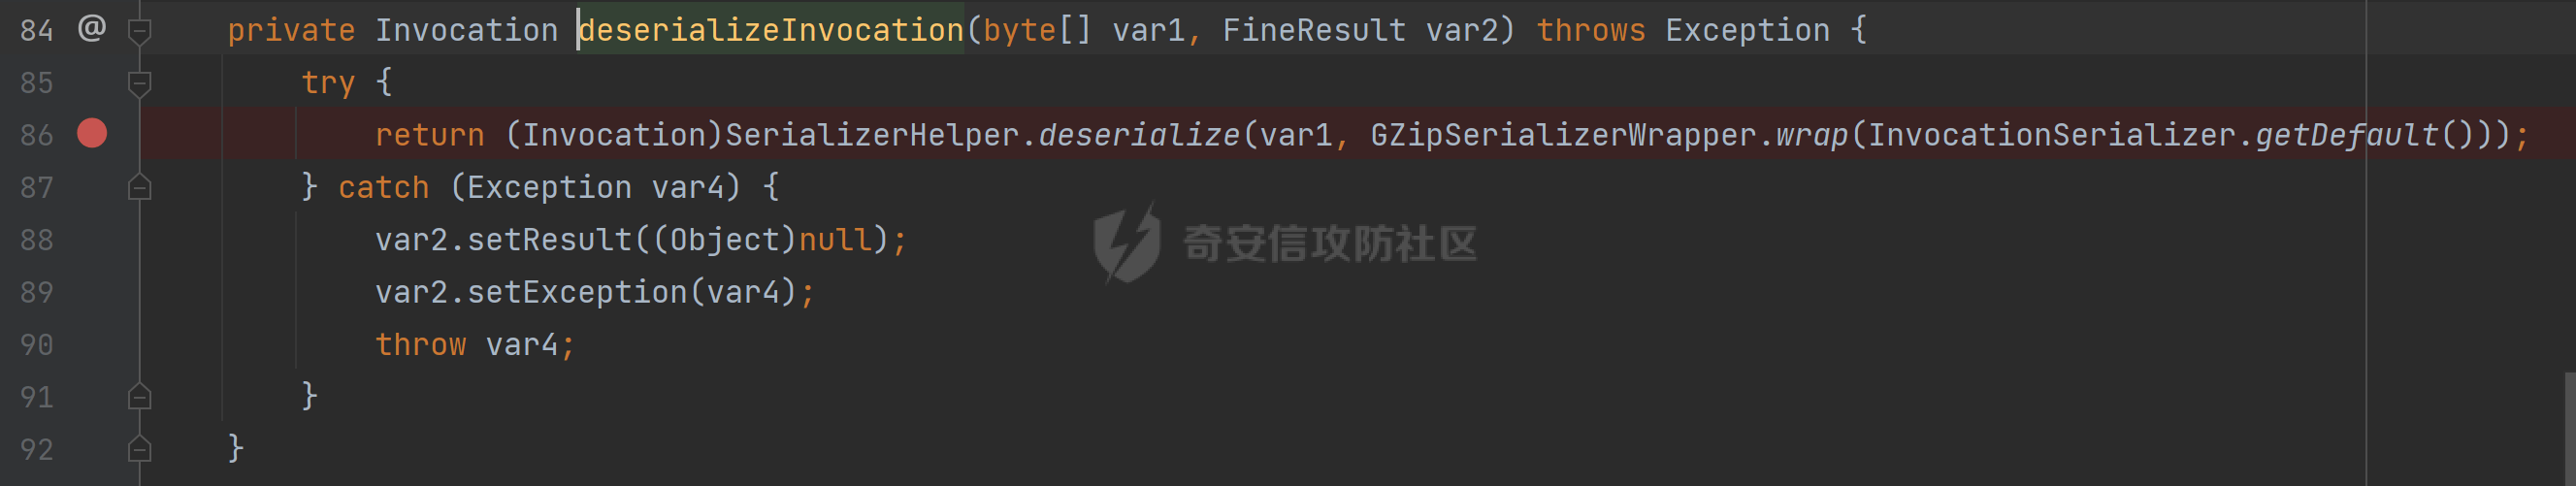 84 @ private Invocation deserializeInvocation(byte[] var1, FineResult var2) throws Exception {
85 try {
86 return (Invocation)SerializerHelper.deserialize(var1, GZipSerializerWrapper.wrap(InvocationSerializer.getDefault()));
87 } catch (Exception var4) {
88 var2.setResult((Object)null);
奇安信攻防社区
89 var2.setException(var4);
90 throw var4;
91 }
92 }